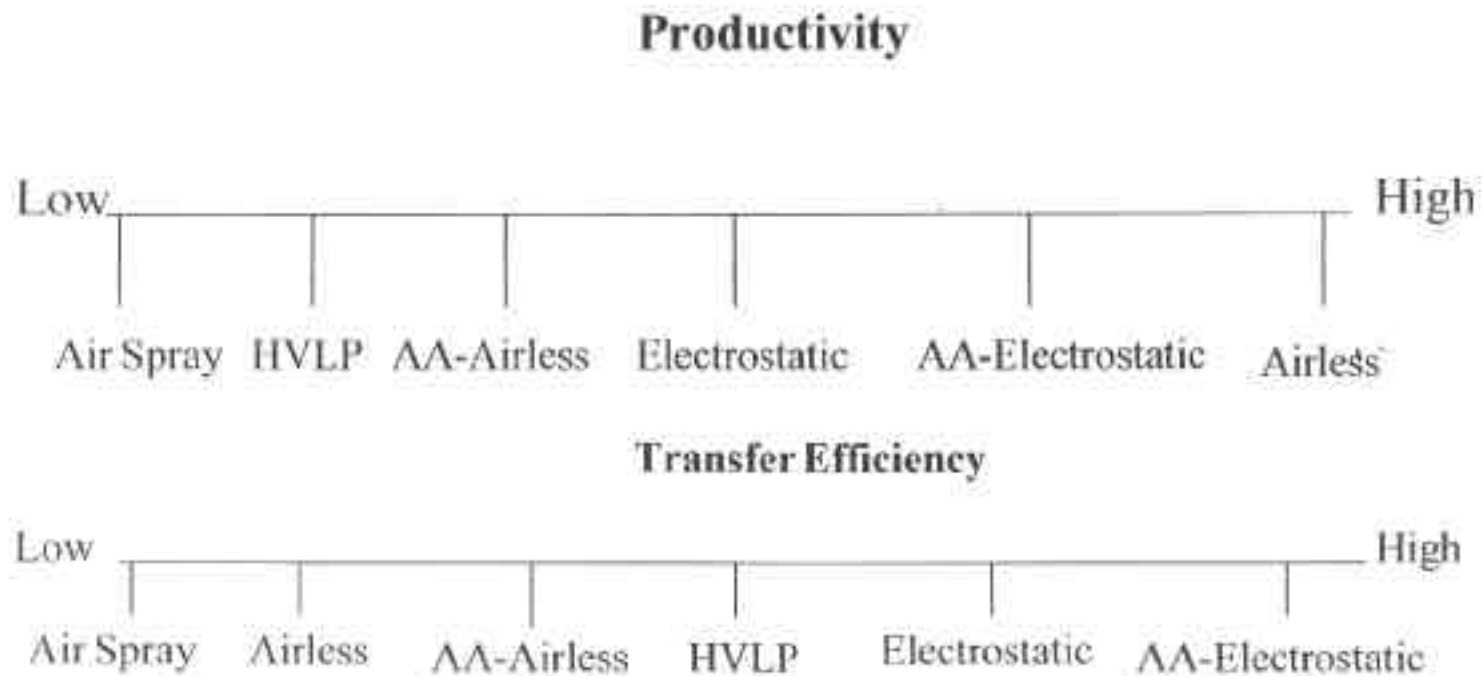 Productivity
Low High
Air Spray HVLP AA-Airless Electrostatic AA-Electrostatic Airless
Transfer Efficiency
Low High
Air Spray Airless AA-Airless HVLP Electrostatic AA-Electrostatic